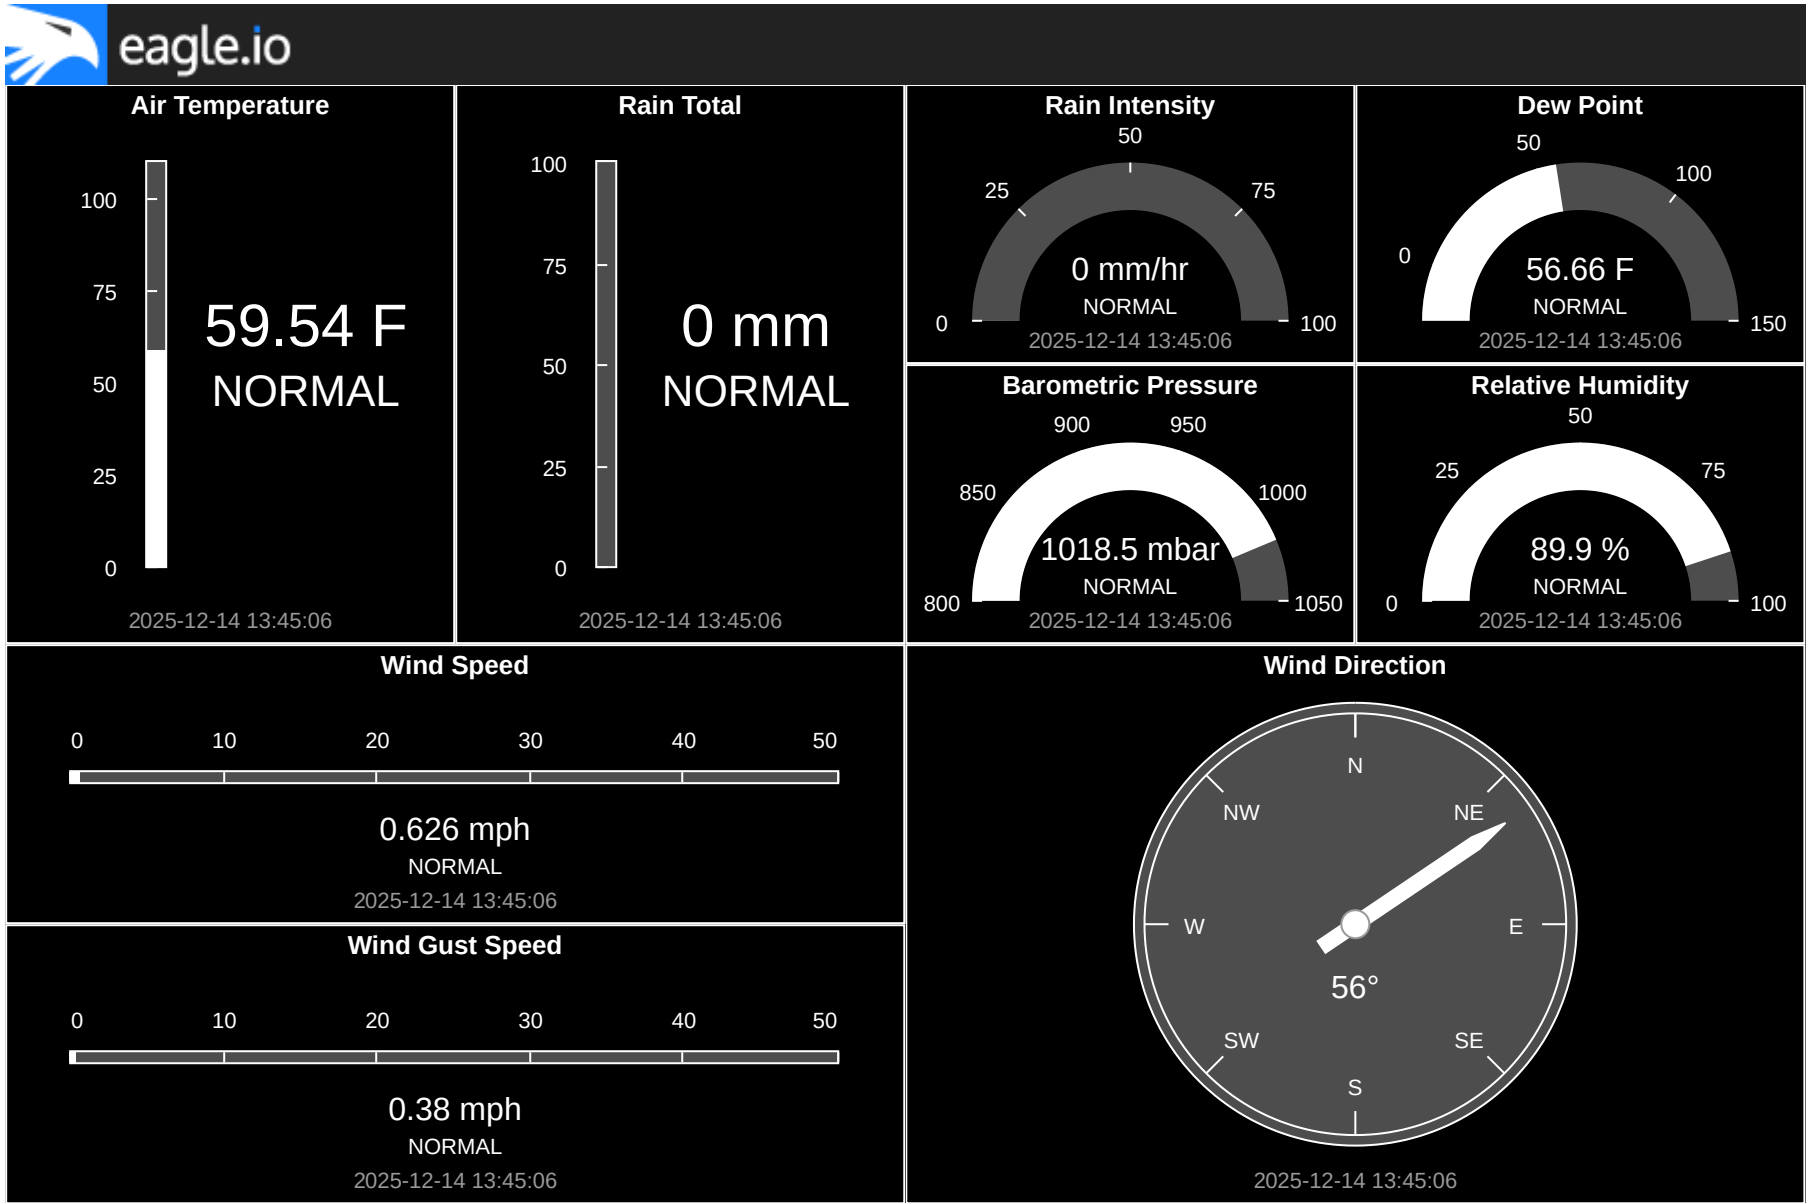 eagle.io
Air Temperature
100
75
50
25
0
59.54 F
NORMAL
2025-12-14 13:45:06
Rain Total
100
75
50
25
0
0 mm
NORMAL
2025-12-14 13:45:06
Rain Intensity
50
25
75
0
100
0 mm/hr
NORMAL
2025-12-14 13:45:06
Dew Point
50
100
0
150
56.66 F
NORMAL
2025-12-14 13:45:06
Barometric Pressure
900
950
850
1000
800
1050
1018.5 mbar
NORMAL
2025-12-14 13:45:06
Relative Humidity
50
25
75
0
100
89.9 %
NORMAL
2025-12-14 13:45:06
Wind Speed
0 10 20 30 40 50
0.626 mph
NORMAL
2025-12-14 13:45:06
Wind Gust Speed
0 10 20 30 40 50
0.38 mph
NORMAL
2025-12-14 13:45:06
Wind Direction
N
NW
NE
W
E
56°
SW
SE
S
2025-12-14 13:45:06